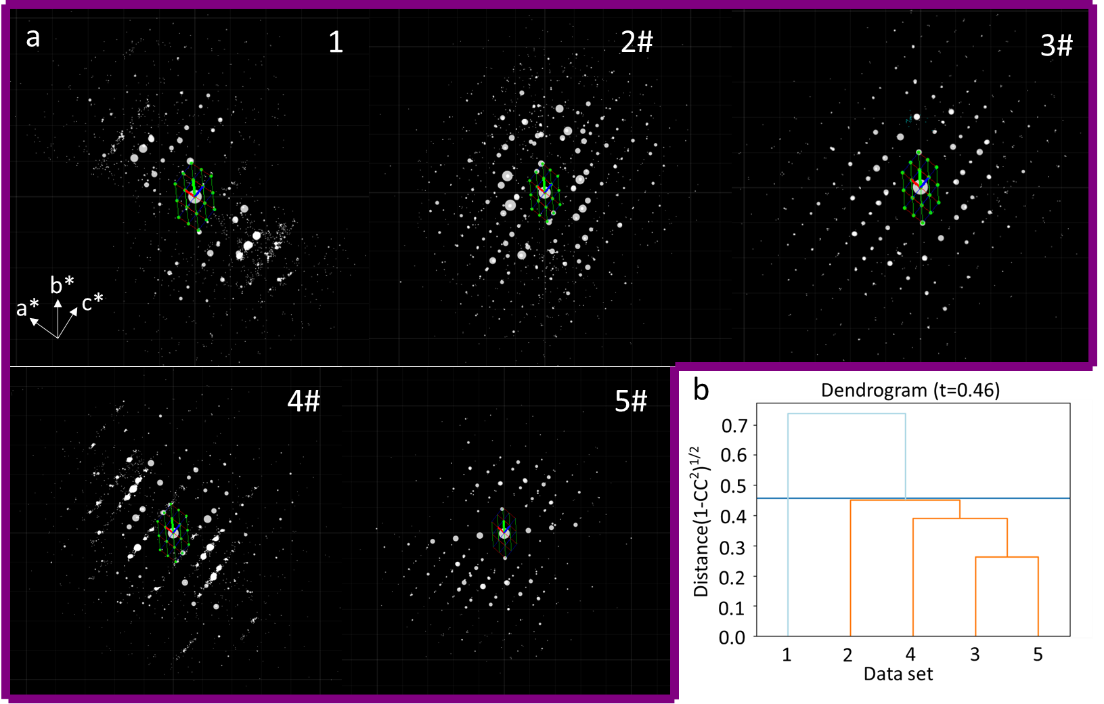 a
1
2#
3#
a*
b*
c*
4#
5#
b
Dendrogram (t=0.46)
Distance(1-CC²)¹/²
0.7
0.6
0.5
0.4
0.3
0.2
0.1
0.0
1 2 4 3 5
Data set